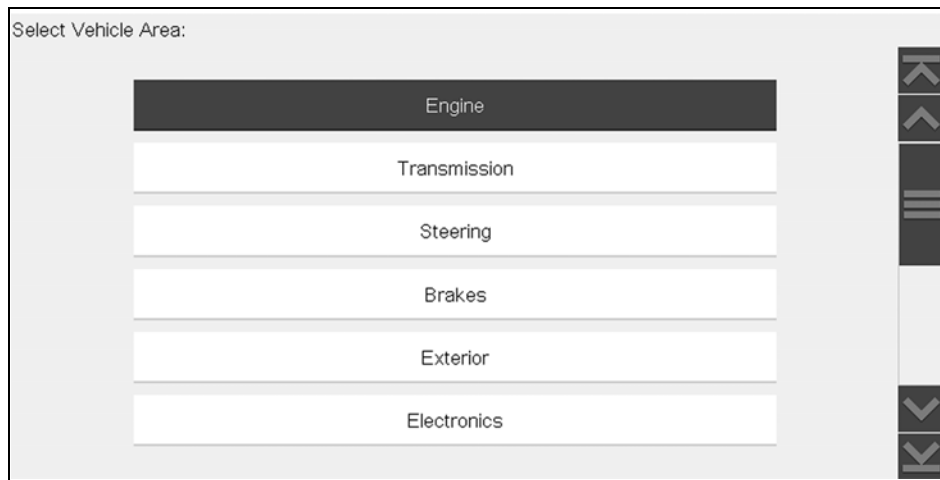 Select Vehicle Area:
Engine
Transmission
Steering
Brakes
Exterior
Electronics